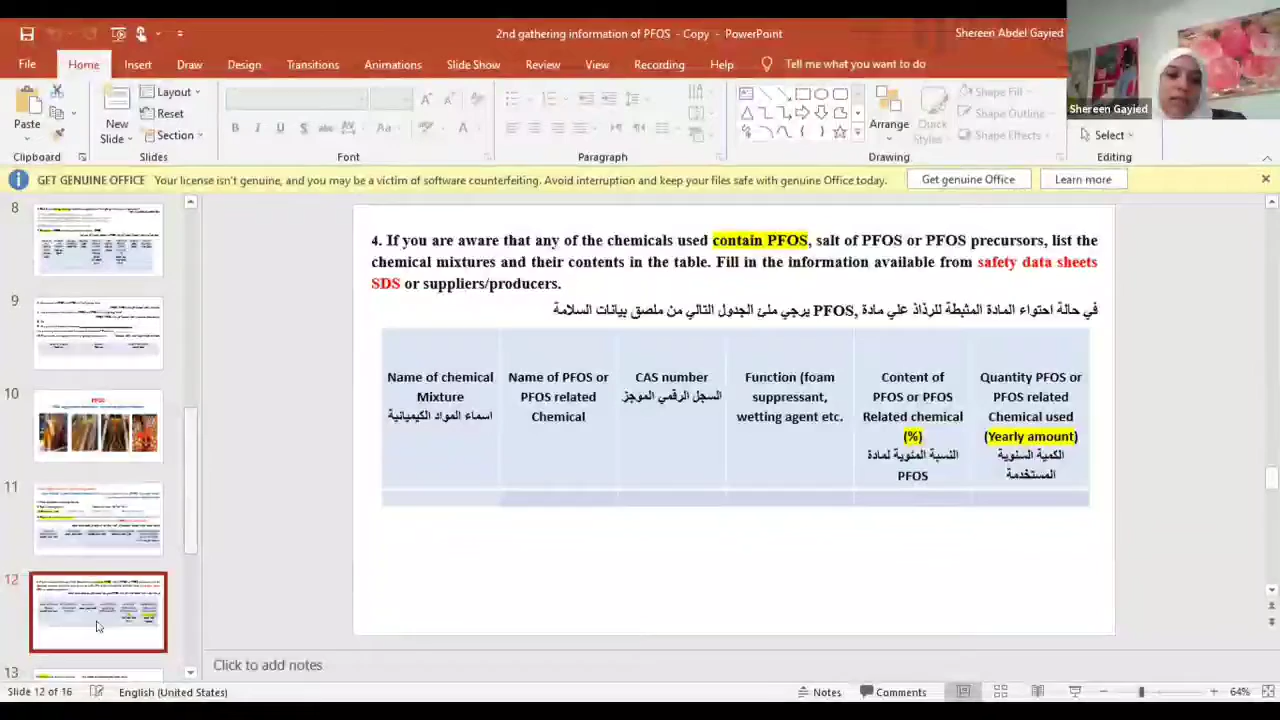 2nd gathering information of PFOS - Copy - PowerPoint
Shereen Abdel Gayied
File Home Insert Draw Design Transitions Animations Slide Show Review View Recording Help Tell me what you want to do
Shereen Gayied
Paste
New Slide
Layout
Reset
Section
Arrange
Quick Styles
Shape Fill
Shape Outline
Shape Effects
Select
Clipboard Slides Font Paragraph Drawing Editing
GET GENUINE OFFICE Your license isn't genuine, and you may be a victim of software counterfeiting. Avoid interruption and keep your files safe with genuine Office today. Get genuine Office Learn more
8
9
10
11
12
13
4. If you are aware that any of the chemicals used contain PFOS, salt of PFOS or PFOS precursors, list the
chemical mixtures and their contents in the table. Fill in the information available from safety data sheets
SDS or suppliers/producers.
في حالة احتواء المادة المثبطة للرذاذ علي مادة PFOS, يرجي ملئ الجدول التالي من ملصق بيانات السلامة
Name of chemical
Mixture
اسماء المواد الكيميائية
Name of PFOS or
PFOS related
Chemical
CAS number
السجل الرقمي الموجز
Function (foam
suppressant,
wetting agent etc.
Content of
PFOS or PFOS
Related chemical
(%)
النسبة المئوية لمادة
PFOS
Quantity PFOS or
PFOS related
Chemical used
(Yearly amount)
الكمية السنوية
المستخدمة
Click to add notes
Slide 12 of 16 English (United States) Notes Comments 64%